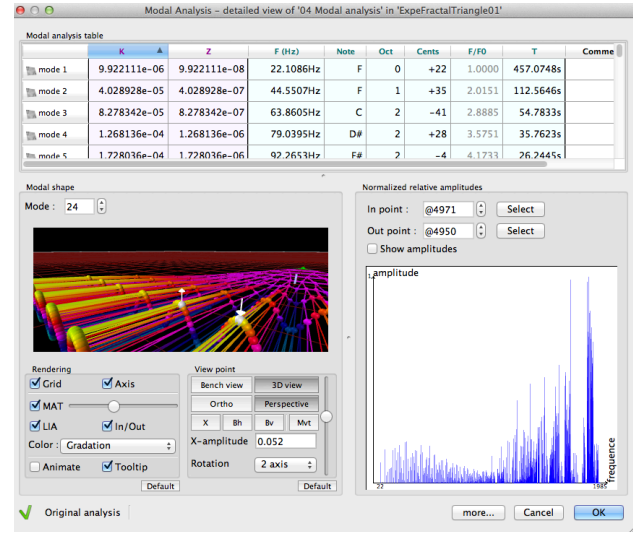 Modal Analysis - detailed view of '04 Modal analysis' in 'ExpeFractalTriangle01'
Modal analysis table
K Z F (Hz) Note Oct Cents F/F0 T Comme
mode 1 9.922111e-06 9.922111e-08 22.1086Hz F 0 +22 1.0000 457.0748s
mode 2 4.028928e-05 4.028928e-07 44.5507Hz F 1 +35 2.0151 112.5646s
mode 3 8.278342e-05 8.278342e-07 63.8605Hz C 2 -41 2.8885 54.7833s
mode 4 1.268136e-04 1.268136e-06 79.0395Hz D# 2 +28 3.5751 35.7623s
mode 5 1.728036e-04 1.728036e-06 92.2653Hz F# 2 -4 4.1733 26.2445s
Modal shape
Mode : 24
Normalized relative amplitudes
In point : @4971 Select
Out point : @4950 Select
Show amplitudes
1. amplitude
frequence
22 1985
Rendering
Grid Axis
MAT
LIA In/Out
Color : Gradation
Animate Tooltip
Default
View point
Bench view 3D view
Ortho Perspective
X Bh Bv Mvt
X-amplitude 0.052
Rotation 2 axis
Default
Original analysis
more... Cancel OK